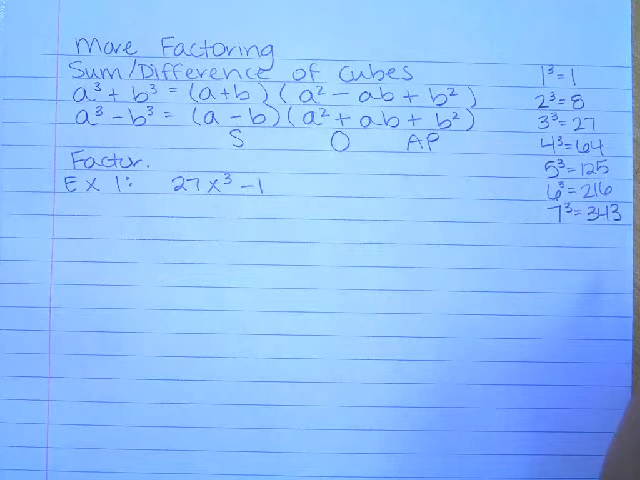 More Factoring
Sum/Difference of Cubes
a³ + b³ = (a+b)(a² - ab + b²)
a³ - b³ = (a - b)(a² + ab + b²)
S O AP
Factor.
Ex 1: 27x³ - 1
1³=1
2³=8
3³=27
4³=64
5³=125
6³=216
7³=343